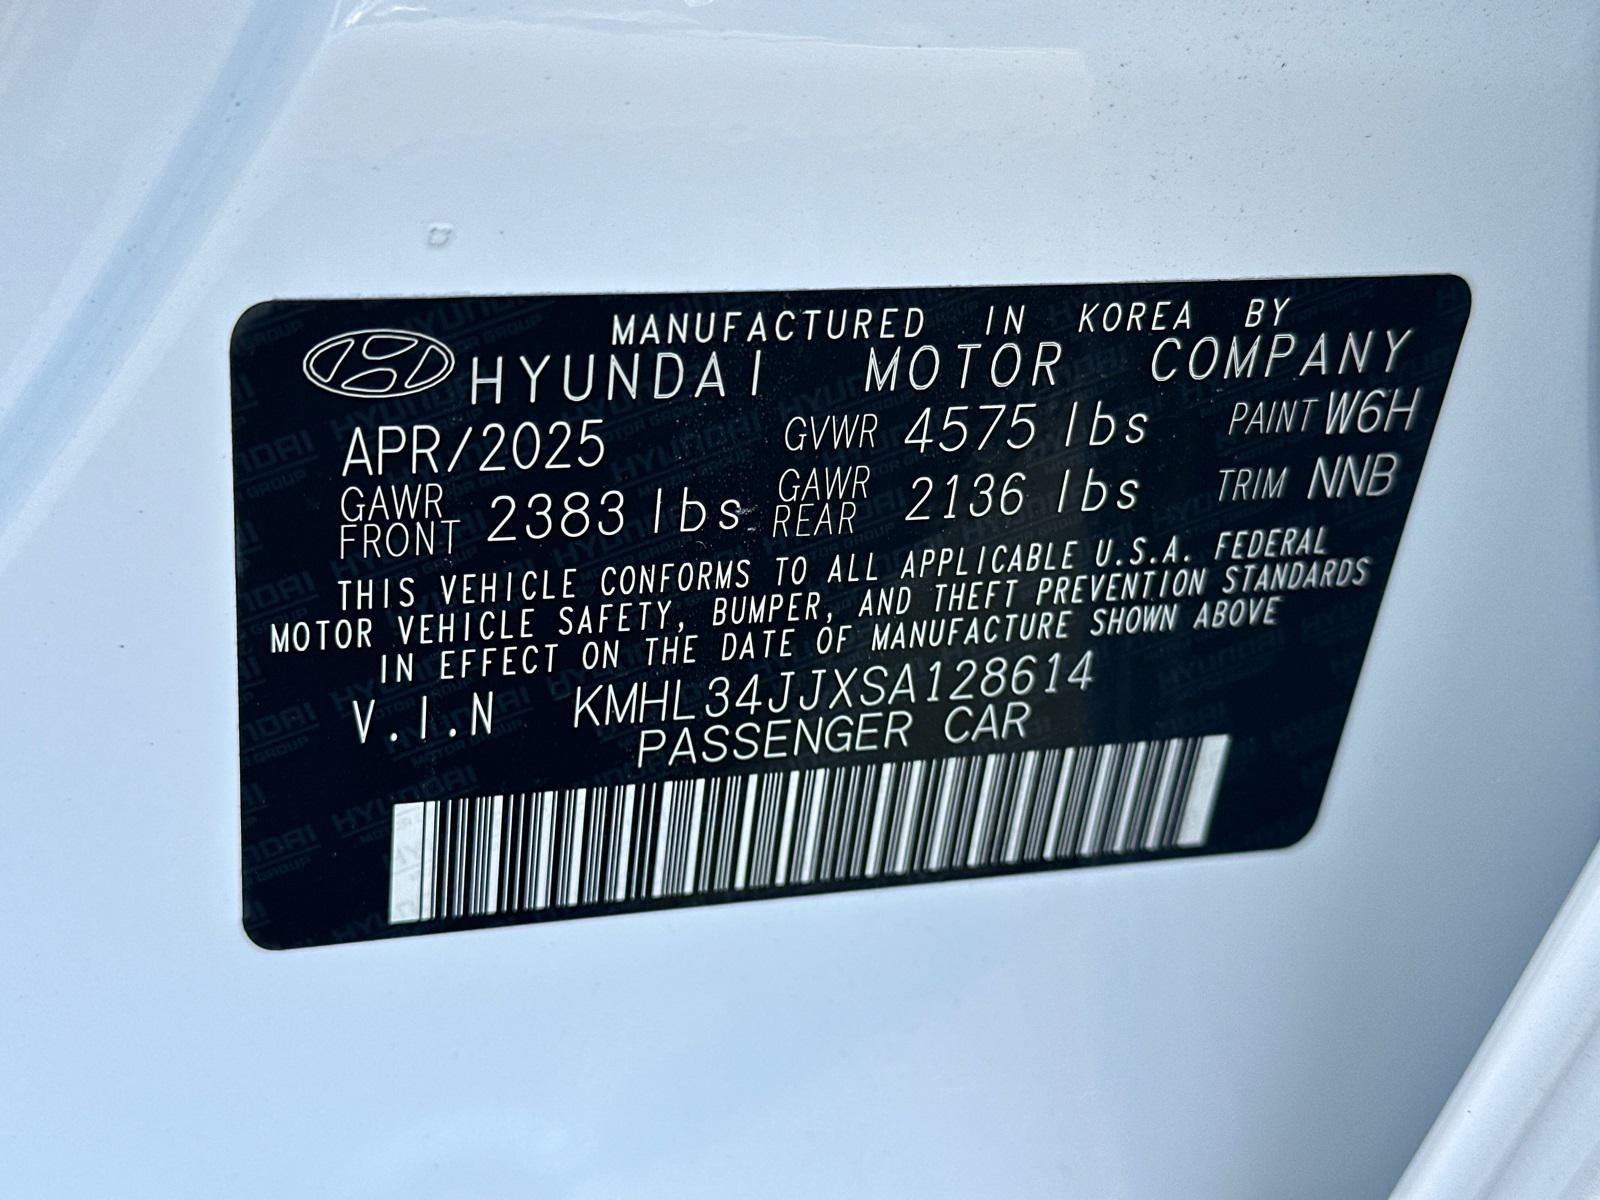 MANUFACTURED IN KOREA BY
HYUNDAI MOTOR COMPANY
APR/2025 GVWR 4575 lbs PAINT W6H
GAWR FRONT 2383 lbs GAWR REAR 2136 lbs TRIM NNB
THIS VEHICLE CONFORMS TO ALL APPLICABLE U.S.A. FEDERAL
MOTOR VEHICLE SAFETY, BUMPER, AND THEFT PREVENTION STANDARDS
IN EFFECT ON THE DATE OF MANUFACTURE SHOWN ABOVE
V.I.N KMHL34JJXSA128614
PASSENGER CAR